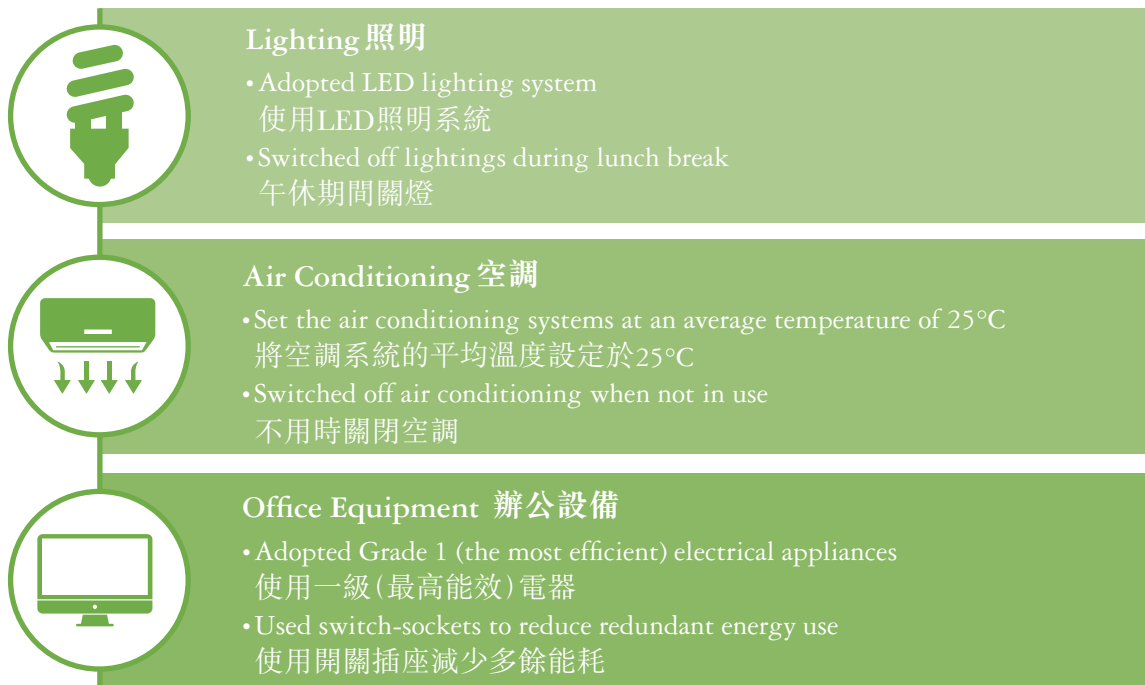 Lighting 照明
• Adopted LED lighting system
使用LED照明系統
• Switched off lightings during lunch break
午休期間關燈
Air Conditioning 空調
• Set the air conditioning systems at an average temperature of 25°C
將空調系統的平均溫度設定於25°C
• Switched off air conditioning when not in use
不用時關閉空調
Office Equipment 辦公設備
• Adopted Grade 1 (the most efficient) electrical appliances
使用一級(最高能效)電器
• Used switch-sockets to reduce redundant energy use
使用開關插座減少多餘能耗